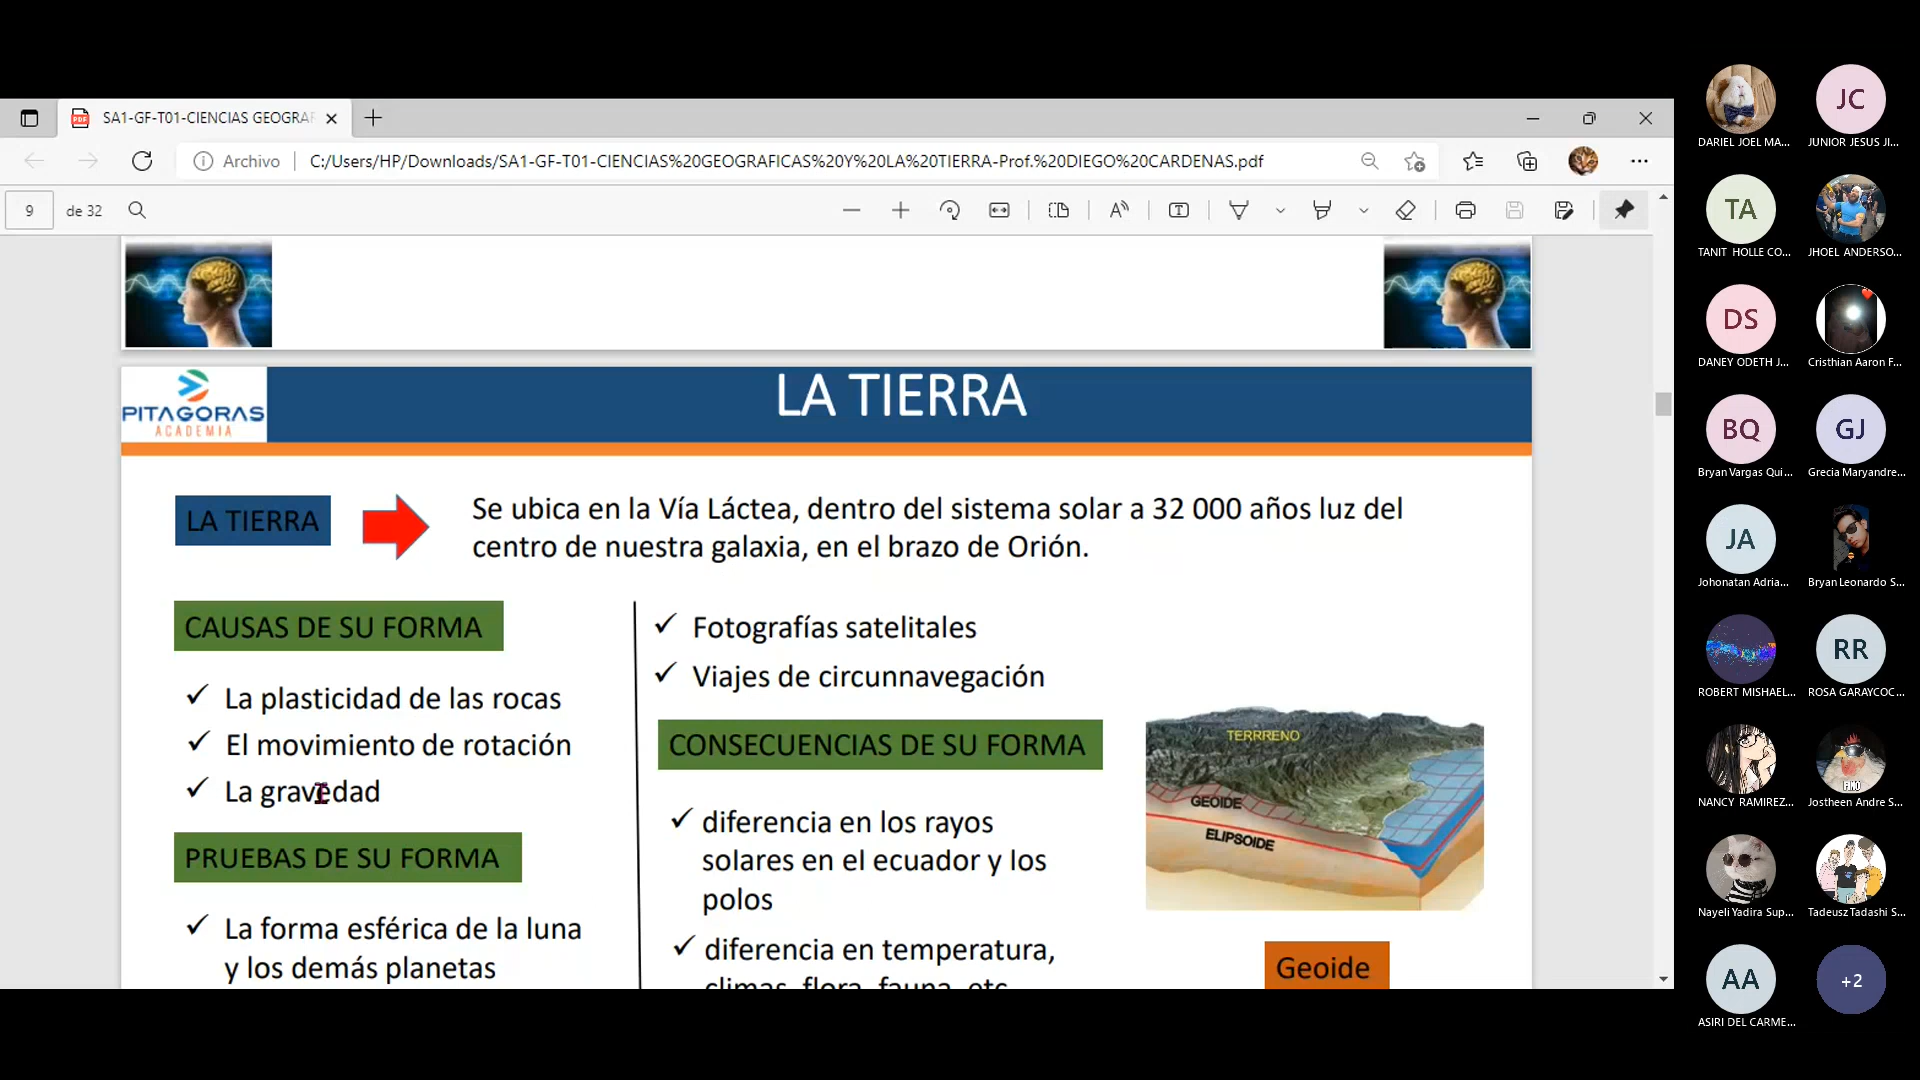 SA1-GF-T01-CIENCIAS GEOGRAF
Archivo
C:/Users/HP/Downloads/SA1-GF-T01-CIENCIAS%20GEOGRAFICAS%20Y%20LA%20TIERRA-Prof.%20DIEGO%20CARDENAS.pdf
9 de 32
PITAGORAS
ACADEMIA
LA TIERRA
LA TIERRA
Se ubica en la Vía Láctea, dentro del sistema solar a 32 000 años luz del
centro de nuestra galaxia, en el brazo de Orión.
CAUSAS DE SU FORMA
✓ La plasticidad de las rocas
✓ El movimiento de rotación
✓ La gravedad
PRUEBAS DE SU FORMA
✓ La forma esférica de la luna
y los demás planetas
✓ Fotografías satelitales
✓ Viajes de circunnavegación
CONSECUENCIAS DE SU FORMA
✓ diferencia en los rayos
solares en el ecuador y los
polos
✓ diferencia en temperatura,
climas, flora, fauna, etc
TERRRENO
GEOIDE
ELIPSOIDE
Geoide
DARIEL JOEL MA...
JC
JUNIOR JESUS JI...
TA
TANIT HOLLE CO...
JHOEL ANDERSO...
DS
DANEY ODETH J...
Cristhian Aaron F...
BQ
Bryan Vargas Qui...
GJ
Grecia Maryandre...
JA
Johonatan Adria...
Bryan Leonardo S...
ROBERT MISHAEL...
RR
ROSA GARAYCOC...
NANCY RAMIREZ...
Jostheen Andre S...
Nayeli Yadira Sup...
Tadeusz Tadashi S...
AA
ASIRI DEL CARME...
+2